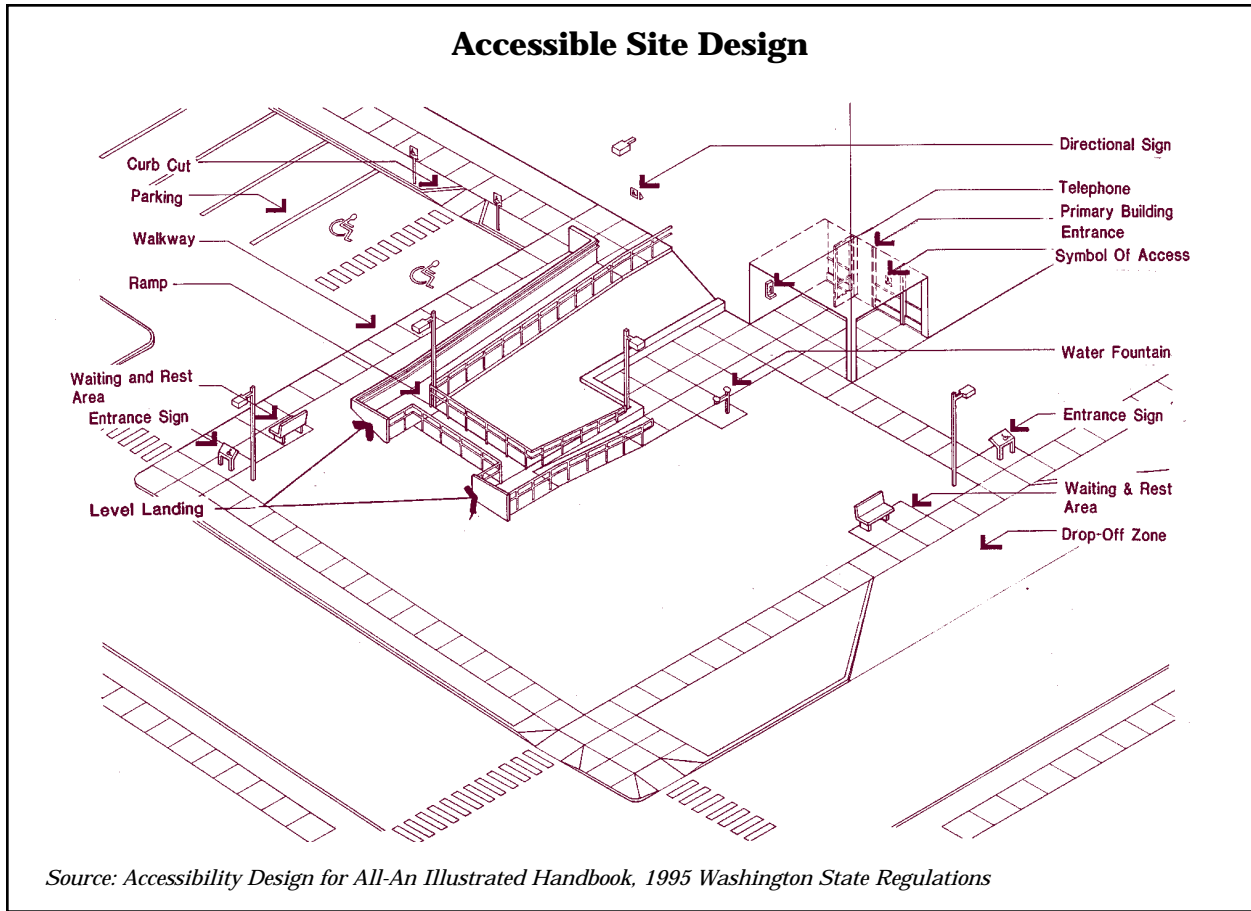 Accessible Site Design
Curb Cut
Parking
Walkway
Ramp
Waiting and Rest
Area
Entrance Sign
Level Landing
Directional Sign
Telephone
Primary Building
Entrance
Symbol Of Access
Water Fountain
Entrance Sign
Waiting & Rest
Area
Drop-Off Zone
Source: Accessibility Design for All-An Illustrated Handbook, 1995 Washington State Regulations